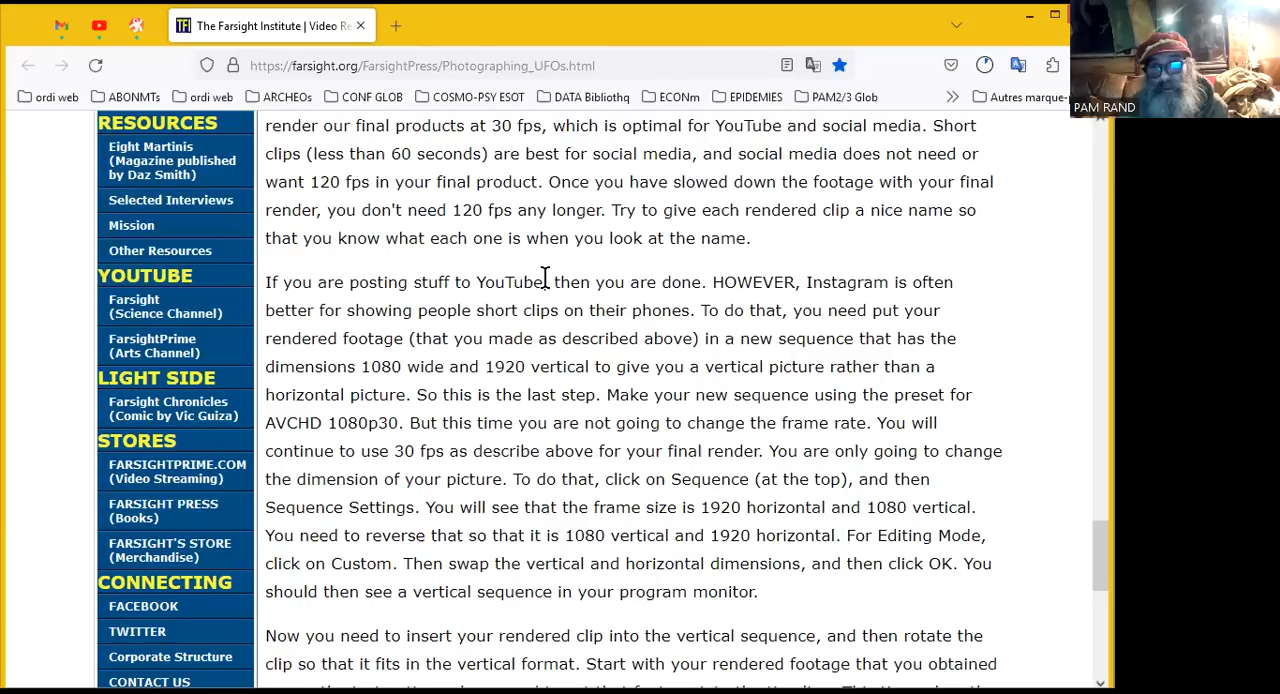 The Farsight Institute | Video Re
https://farsight.org/FarsightPress/Photographing_UFOs.html
ordi web
ABONMTs
ordi web
ARCHEOs
CONF GLOB
COSMO-PSY ESOT
DATA Bibliothq
ECONm
EPIDEMIES
PAM2/3 Glob
Autres marque-
PAM RAND
RESOURCES
Eight Martinis
(Magazine published
by Daz Smith)
Selected Interviews
Mission
Other Resources
YOUTUBE
Farsight
(Science Channel)
FarsightPrime
(Arts Channel)
LIGHT SIDE
Farsight Chronicles
(Comic by Vic Guiza)
STORES
FARSIGHTPRIME.COM
(Video Streaming)
FARSIGHT PRESS
(Books)
FARSIGHT'S STORE
(Merchandise)
CONNECTING
FACEBOOK
TWITTER
Corporate Structure
CONTACT US
render our final products at 30 fps, which is optimal for YouTube and social media. Short
clips (less than 60 seconds) are best for social media, and social media does not need or
want 120 fps in your final product. Once you have slowed down the footage with your final
render, you don't need 120 fps any longer. Try to give each rendered clip a nice name so
that you know what each one is when you look at the name.
If you are posting stuff to YouTube, then you are done. HOWEVER, Instagram is often
better for showing people short clips on their phones. To do that, you need put your
rendered footage (that you made as described above) in a new sequence that has the
dimensions 1080 wide and 1920 vertical to give you a vertical picture rather than a
horizontal picture. So this is the last step. Make your new sequence using the preset for
AVCHD 1080p30. But this time you are not going to change the frame rate. You will
continue to use 30 fps as describe above for your final render. You are only going to change
the dimension of your picture. To do that, click on Sequence (at the top), and then
Sequence Settings. You will see that the frame size is 1920 horizontal and 1080 vertical.
You need to reverse that so that it is 1080 vertical and 1920 horizontal. For Editing Mode,
click on Custom. Then swap the vertical and horizontal dimensions, and then click OK. You
should then see a vertical sequence in your program monitor.
Now you need to insert your rendered clip into the vertical sequence, and then rotate the
clip so that it fits in the vertical format. Start with your rendered footage that you obtained